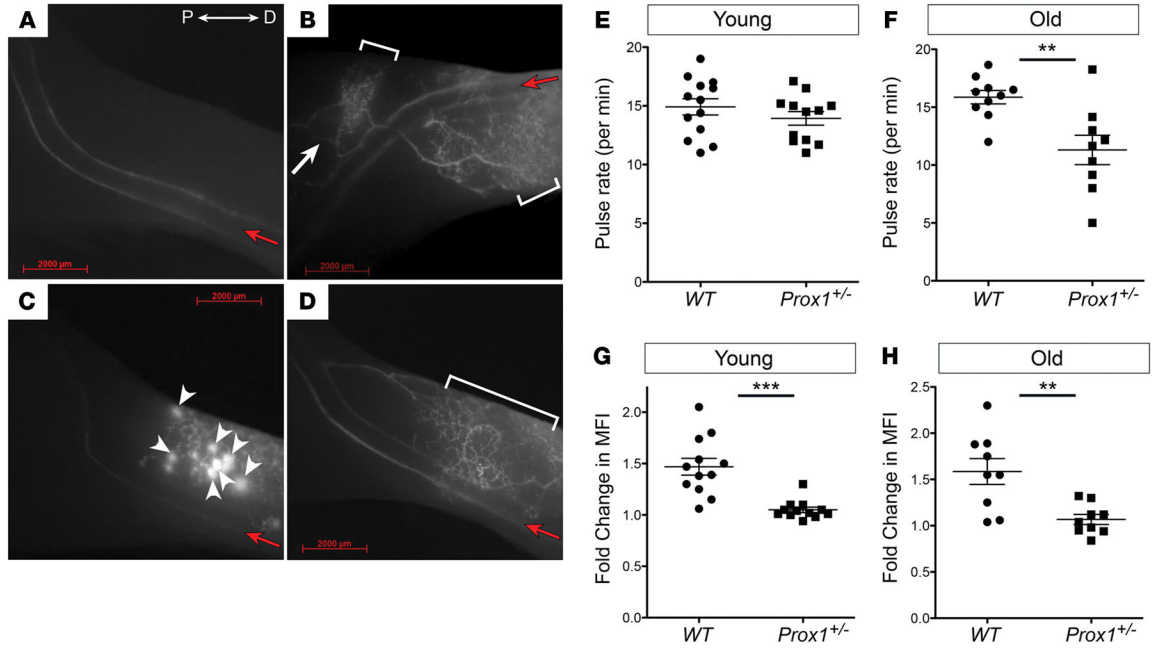 A
P D
2000 µm
B
2000 µm
C
2000 µm
D
2000 µm
E
Young
Pulse rate (per min)
20
15
10
5
0
WT
Prox1+/-
F
Old
**
Pulse rate (per min)
20
15
10
5
0
WT
Prox1+/-
G
Young
***
Fold Change in MFI
2.0
1.5
1.0
0.5
0.0
WT
Prox1+/-
H
Old
**
Fold Change in MFI
2.5
2.0
1.5
1.0
0.5
0.0
WT
Prox1+/-